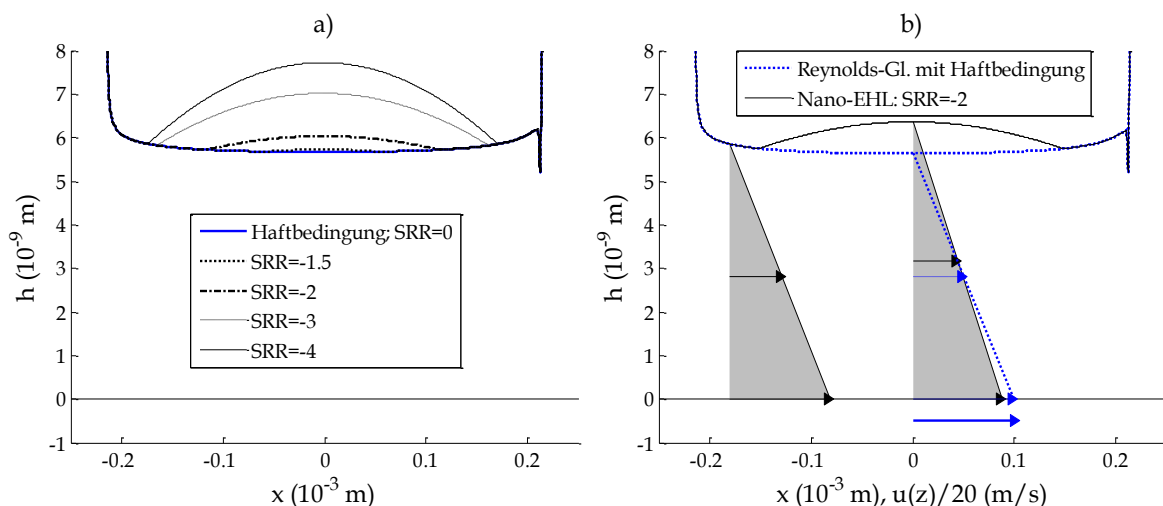 a)
8
7
6
5
4
3
2
1
0
-1
h (10⁻⁹ m)
Haftbedingung; SRR=0
SRR=-1.5
SRR=-2
SRR=-3
SRR=-4
-0.2 -0.1 0 0.1 0.2
x (10⁻³ m)
b)
8
7
6
5
4
3
2
1
0
-1
h (10⁻⁹ m)
Reynolds-Gl. mit Haftbedingung
Nano-EHL: SRR=-2
-0.2 -0.1 0 0.1 0.2
x (10⁻³ m), u(z)/20 (m/s)